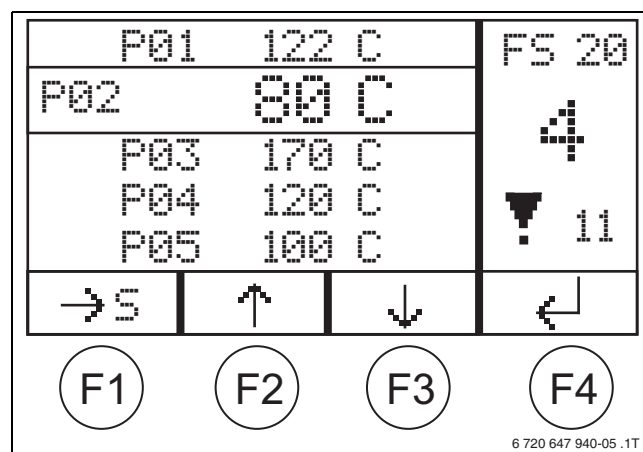 P01 122 C
P02 80 C
P03 170 C
P04 120 C
P05 100 C
FS 20
4
11
→S ↑ ↓ ↵
F1 F2 F3 F4
6 720 647 940-05 .1T